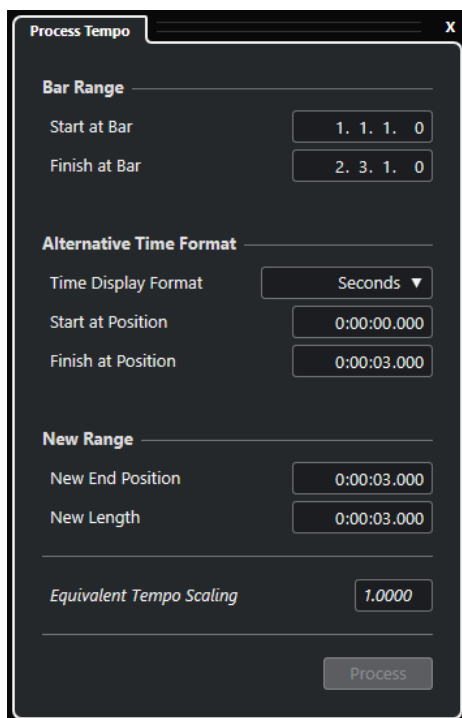 Process Tempo X
Bar Range
Start at Bar 1. 1. 1. 0
Finish at Bar 2. 3. 1. 0
Alternative Time Format
Time Display Format Seconds ▼
Start at Position 0:00:00.000
Finish at Position 0:00:03.000
New Range
New End Position 0:00:03.000
New Length 0:00:03.000
Equivalent Tempo Scaling 1.0000
Process